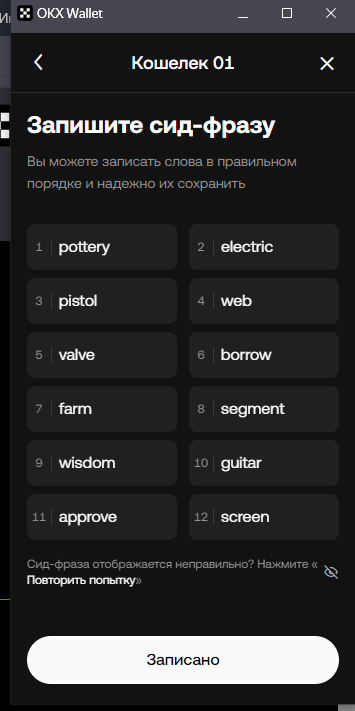 OKX Wallet
Кошелек 01
Запишите сид-фразу
Вы можете записать слова в правильном
порядке и надежно их сохранить
1 pottery
2 electric
3 pistol
4 web
5 valve
6 borrow
7 farm
8 segment
9 wisdom
10 guitar
11 approve
12 screen
Сид-фраза отображается неправильно? Нажмите «
Повторить попытку»
Записано